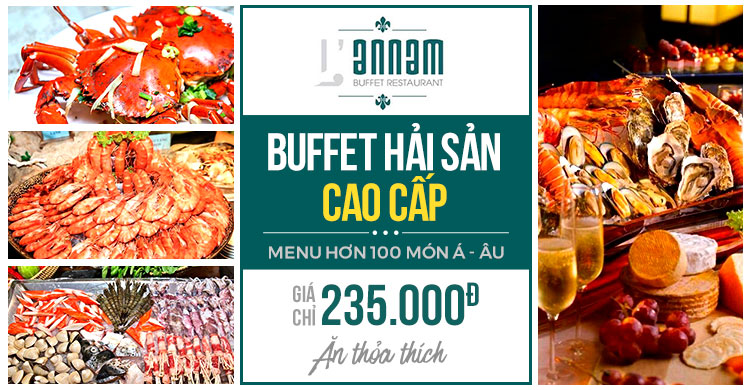 L'annam
BUFFET RESTAURANT
BUFFET HẢI SẢN
CAO CẤP
MENU HƠN 100 MÓN Á - ÂU
GIÁ CHỈ 235.000Đ
Ăn thỏa thích